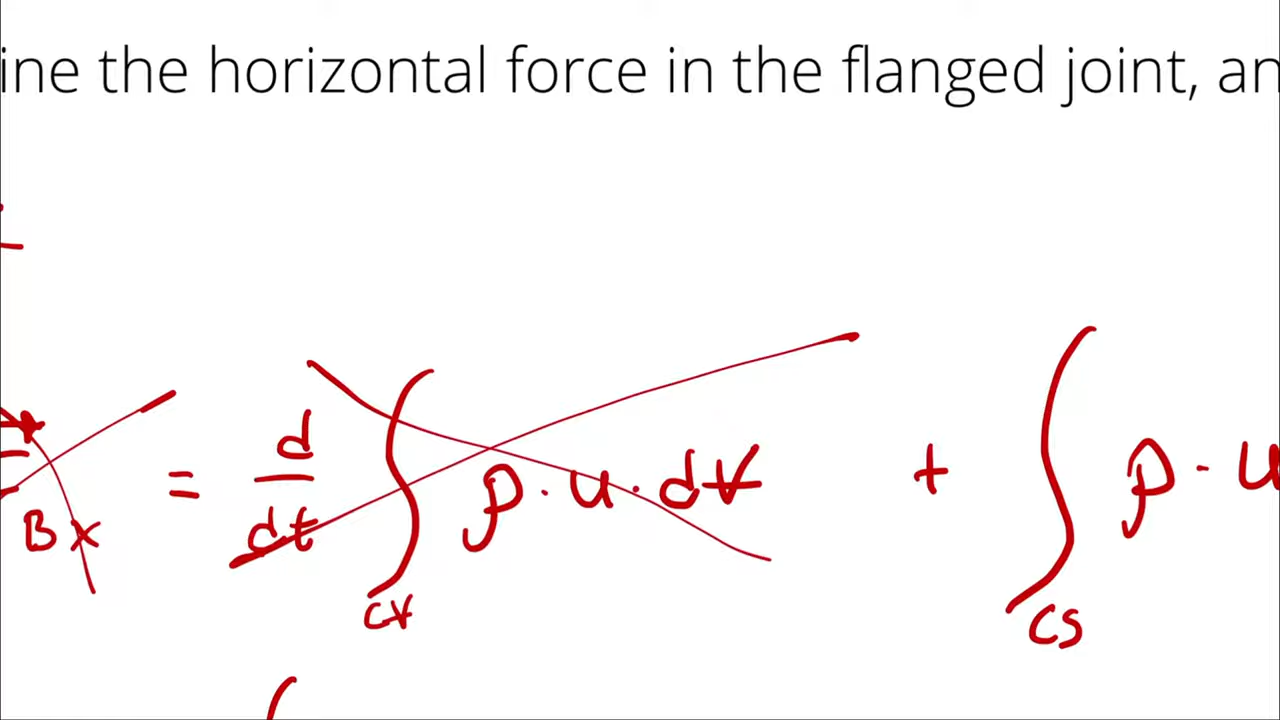 ine the horizontal force in the flanged joint, an
Bx = d/dt ∫ ρ · u · dV + ∫ ρ · u
CV CS